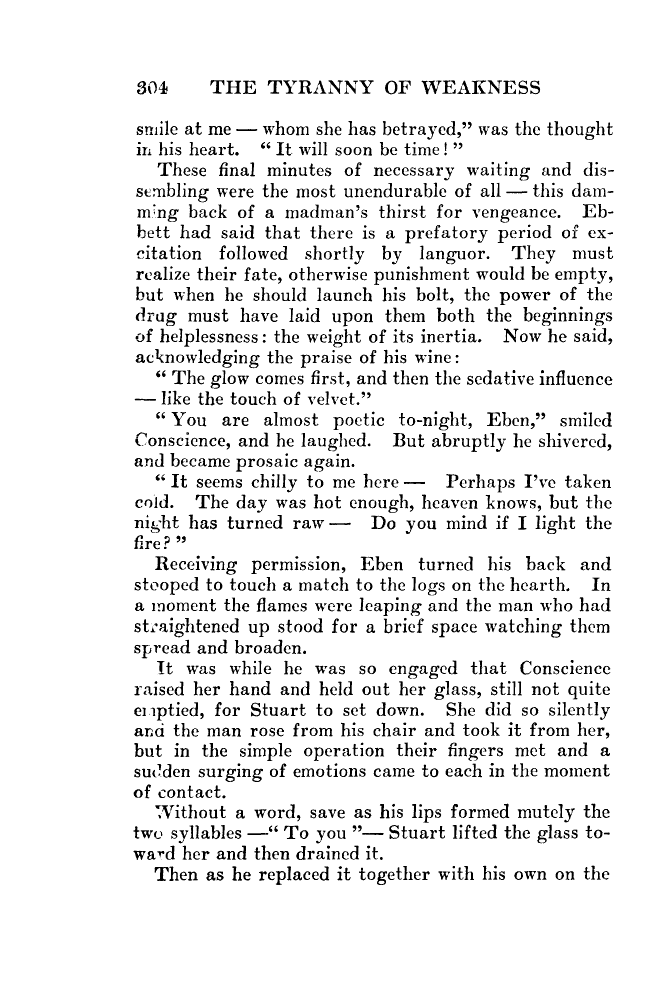 304 THE TYRANNY OF WEAKNESS
smile at me — whom she has betrayed,” was the thought
in his heart. “ It will soon be time ! ”
These final minutes of necessary waiting and dis-
sembling were the most unendurable of all — this dam-
ming back of a madman’s thirst for vengeance. Eb-
bett had said that there is a prefatory period of ex-
citation followed shortly by languor. They must
realize their fate, otherwise punishment would be empty,
but when he should launch his bolt, the power of the
drug must have laid upon them both the beginnings
of helplessness : the weight of its inertia. Now he said,
acknowledging the praise of his wine :
“ The glow comes first, and then the sedative influence
— like the touch of velvet.”
“ You are almost poetic to-night, Eben,” smiled
Conscience, and he laughed. But abruptly he shivered,
and became prosaic again.
“ It seems chilly to me here — Perhaps I’ve taken
cold. The day was hot enough, heaven knows, but the
night has turned raw — Do you mind if I light the
fire? ”
Receiving permission, Eben turned his back and
stooped to touch a match to the logs on the hearth. In
a moment the flames were leaping and the man who had
straightened up stood for a brief space watching them
spread and broaden.
It was while he was so engaged that Conscience
raised her hand and held out her glass, still not quite
emptied, for Stuart to set down. She did so silently
and the man rose from his chair and took it from her,
but in the simple operation their fingers met and a
sudden surging of emotions came to each in the moment
of contact.
Without a word, save as his lips formed mutely the
two syllables —“ To you ”— Stuart lifted the glass to-
ward her and then drained it.
Then as he replaced it together with his own on the